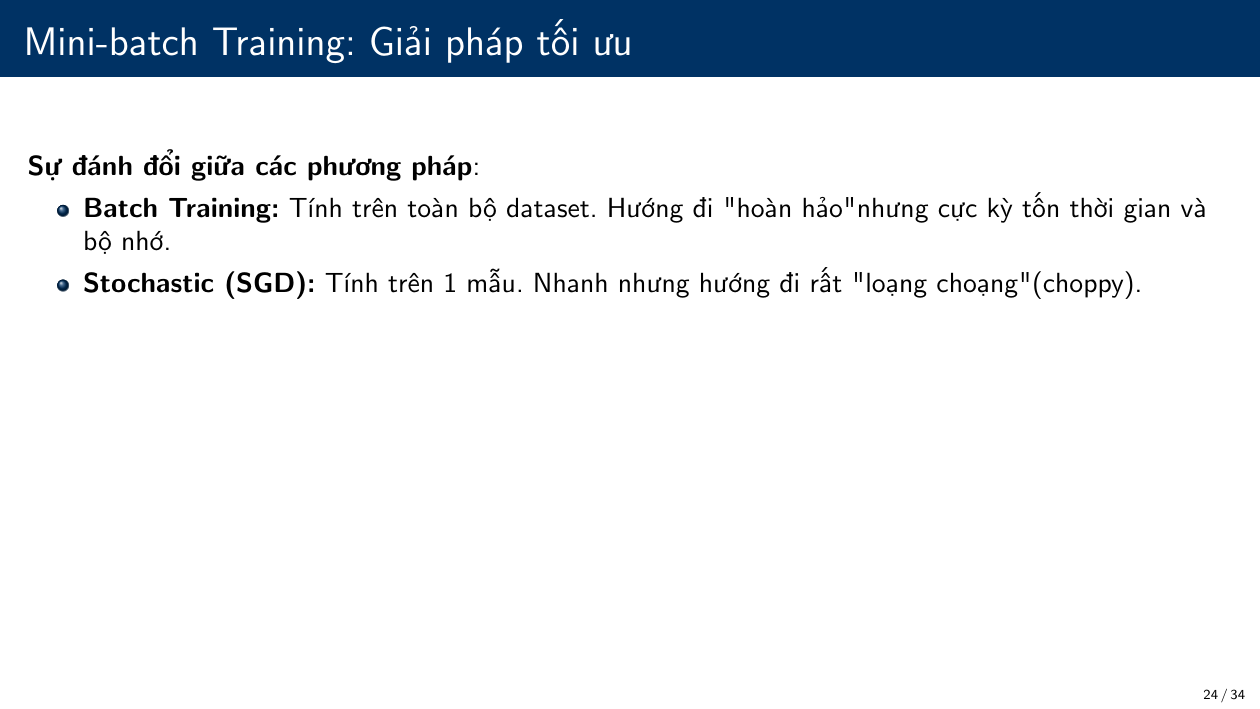 Mini-batch Training: Giải pháp tối ưu
Sự đánh đổi giữa các phương pháp:
Batch Training: Tính trên toàn bộ dataset. Hướng đi "hoàn hảo"nhưng cực kỳ tốn thời gian và
bộ nhớ.
Stochastic (SGD): Tính trên 1 mẫu. Nhanh nhưng hướng đi rất "loạng choạng"(choppy).
24 / 34